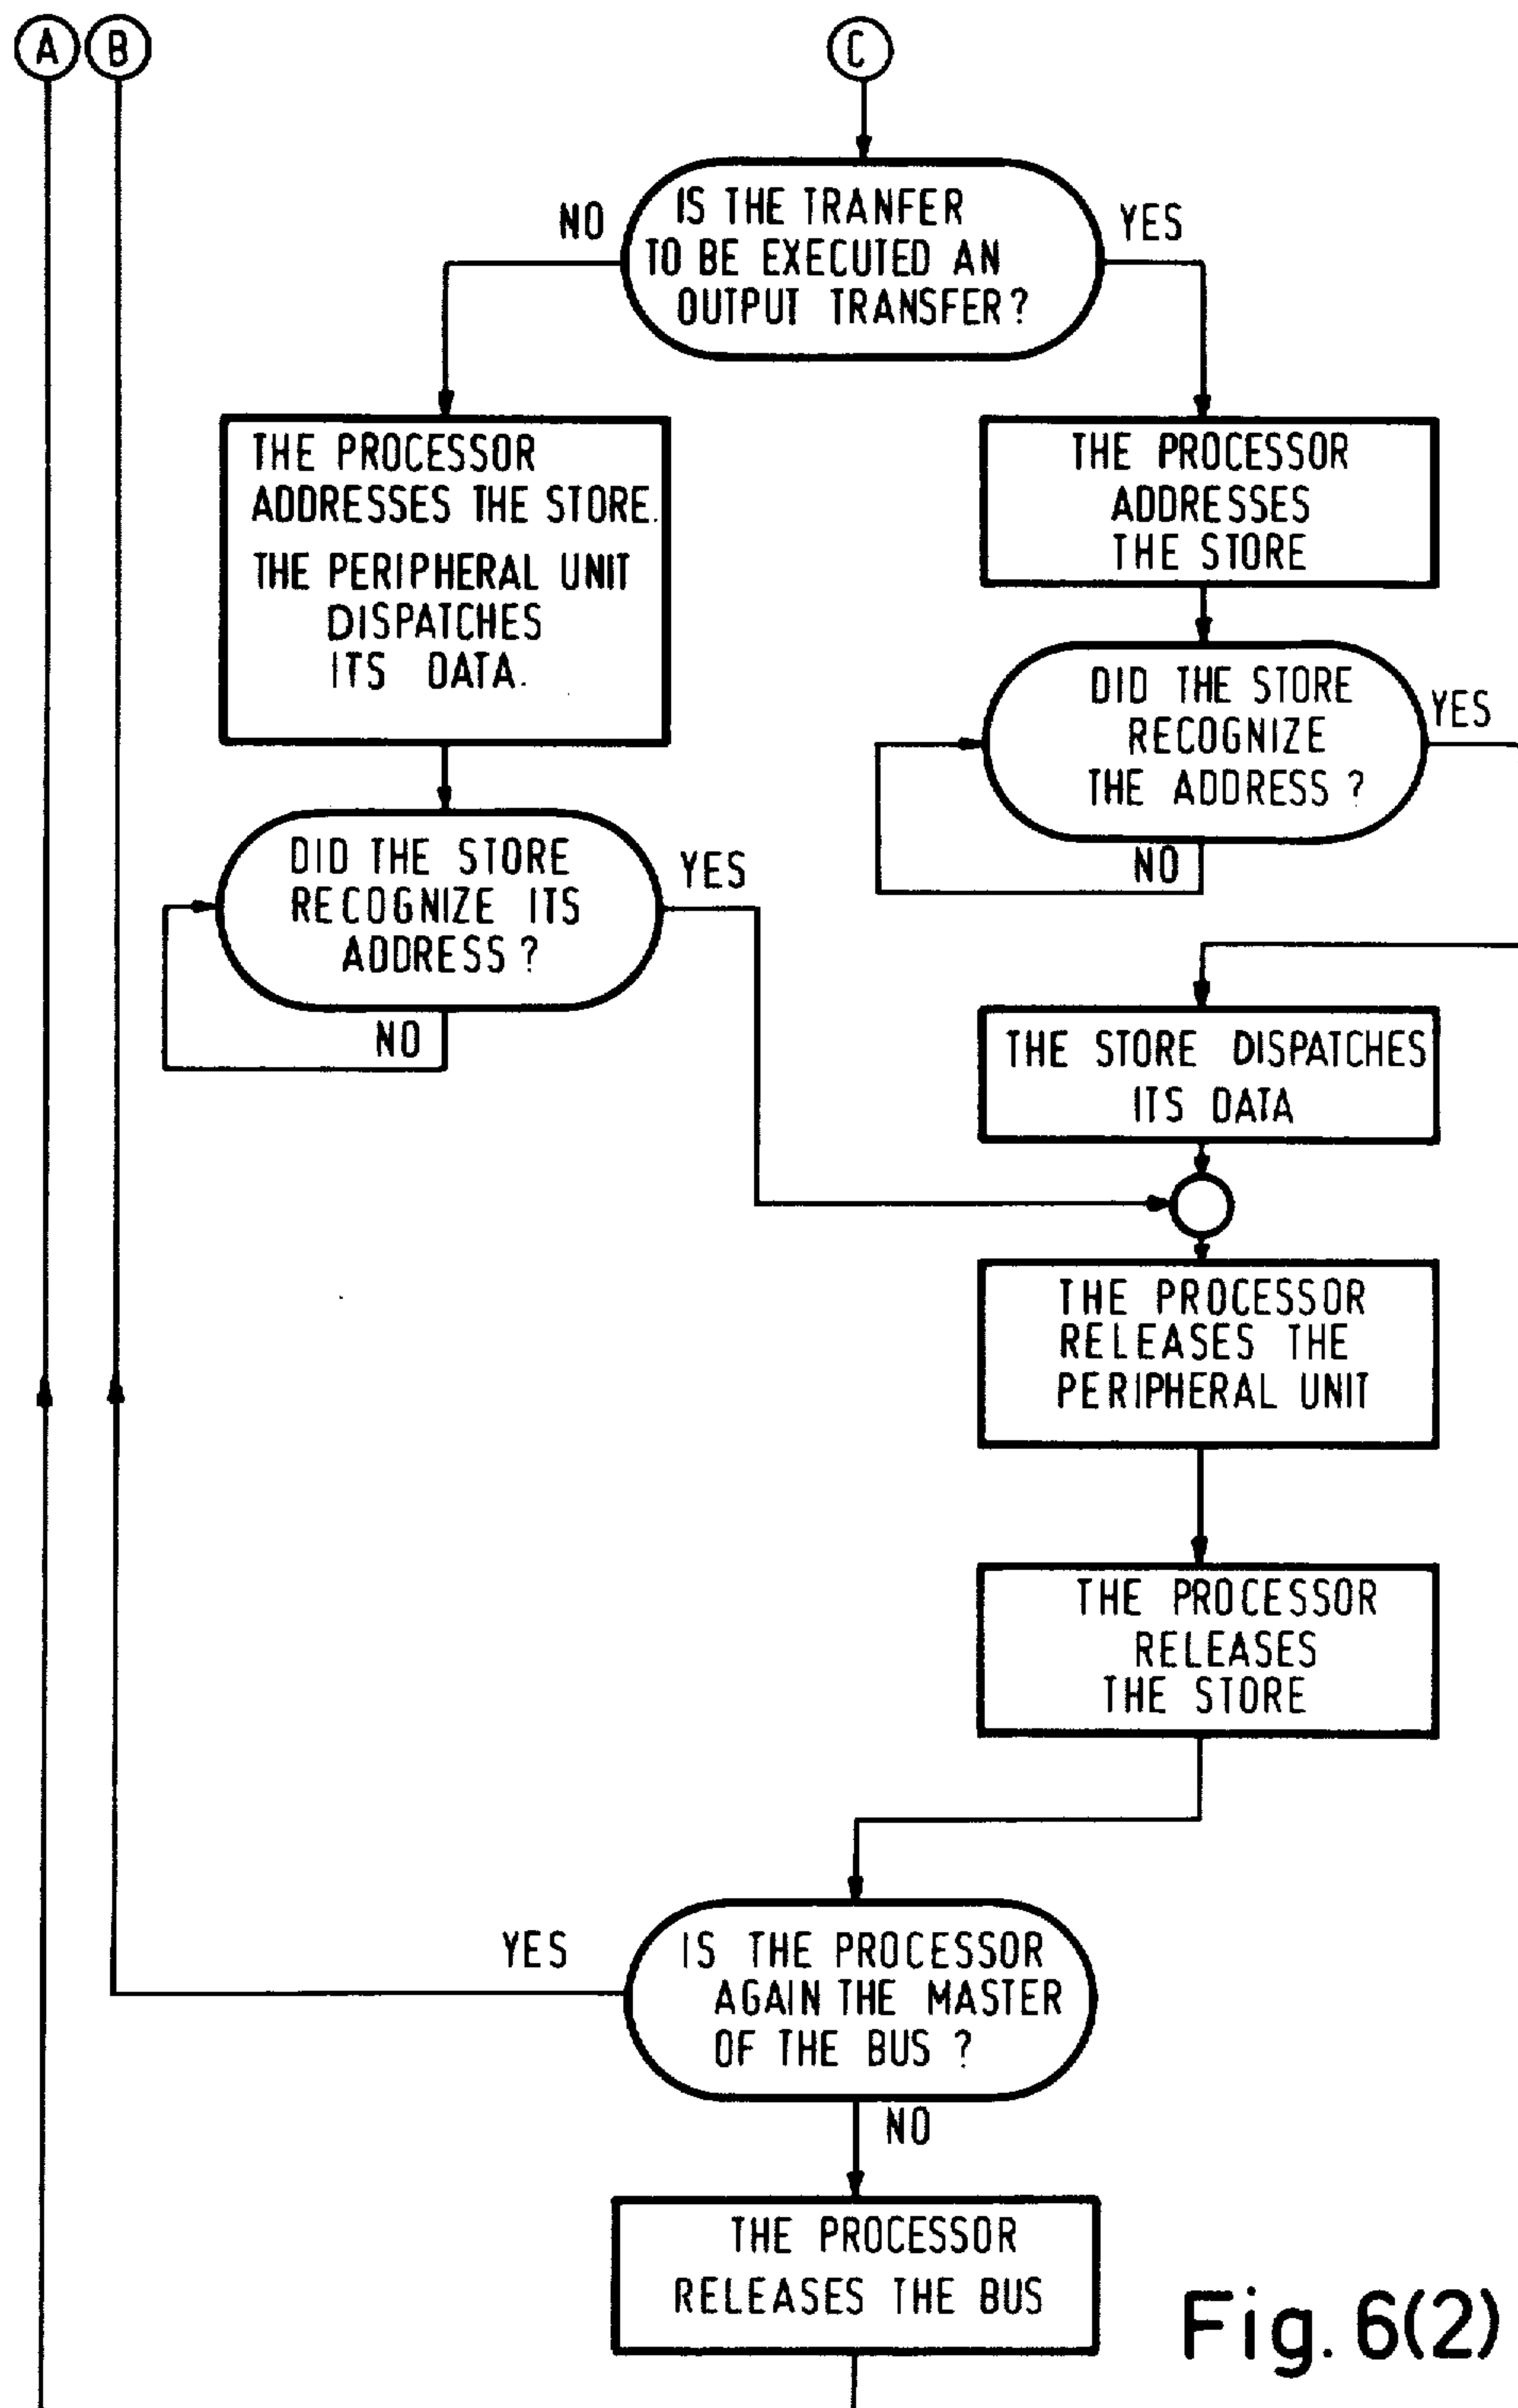 A
B
C
NO
IS THE TRANFER
TO BE EXECUTED AN
OUTPUT TRANSFER?
YES
THE PROCESSOR
ADDRESSES THE STORE.
THE PERIPHERAL UNIT
DISPATCHES
ITS DATA.
THE PROCESSOR
ADDRESSES
THE STORE
DID THE STORE
RECOGNIZE
THE ADDRESS ?
YES
NO
DID THE STORE
RECOGNIZE ITS
ADDRESS ?
YES
NO
THE STORE DISPATCHES
ITS DATA
THE PROCESSOR
RELEASES THE
PERIPHERAL UNIT
THE PROCESSOR
RELEASES
THE STORE
YES
IS THE PROCESSOR
AGAIN THE MASTER
OF THE BUS ?
NO
THE PROCESSOR
RELEASES THE BUS
Fig. 6(2)